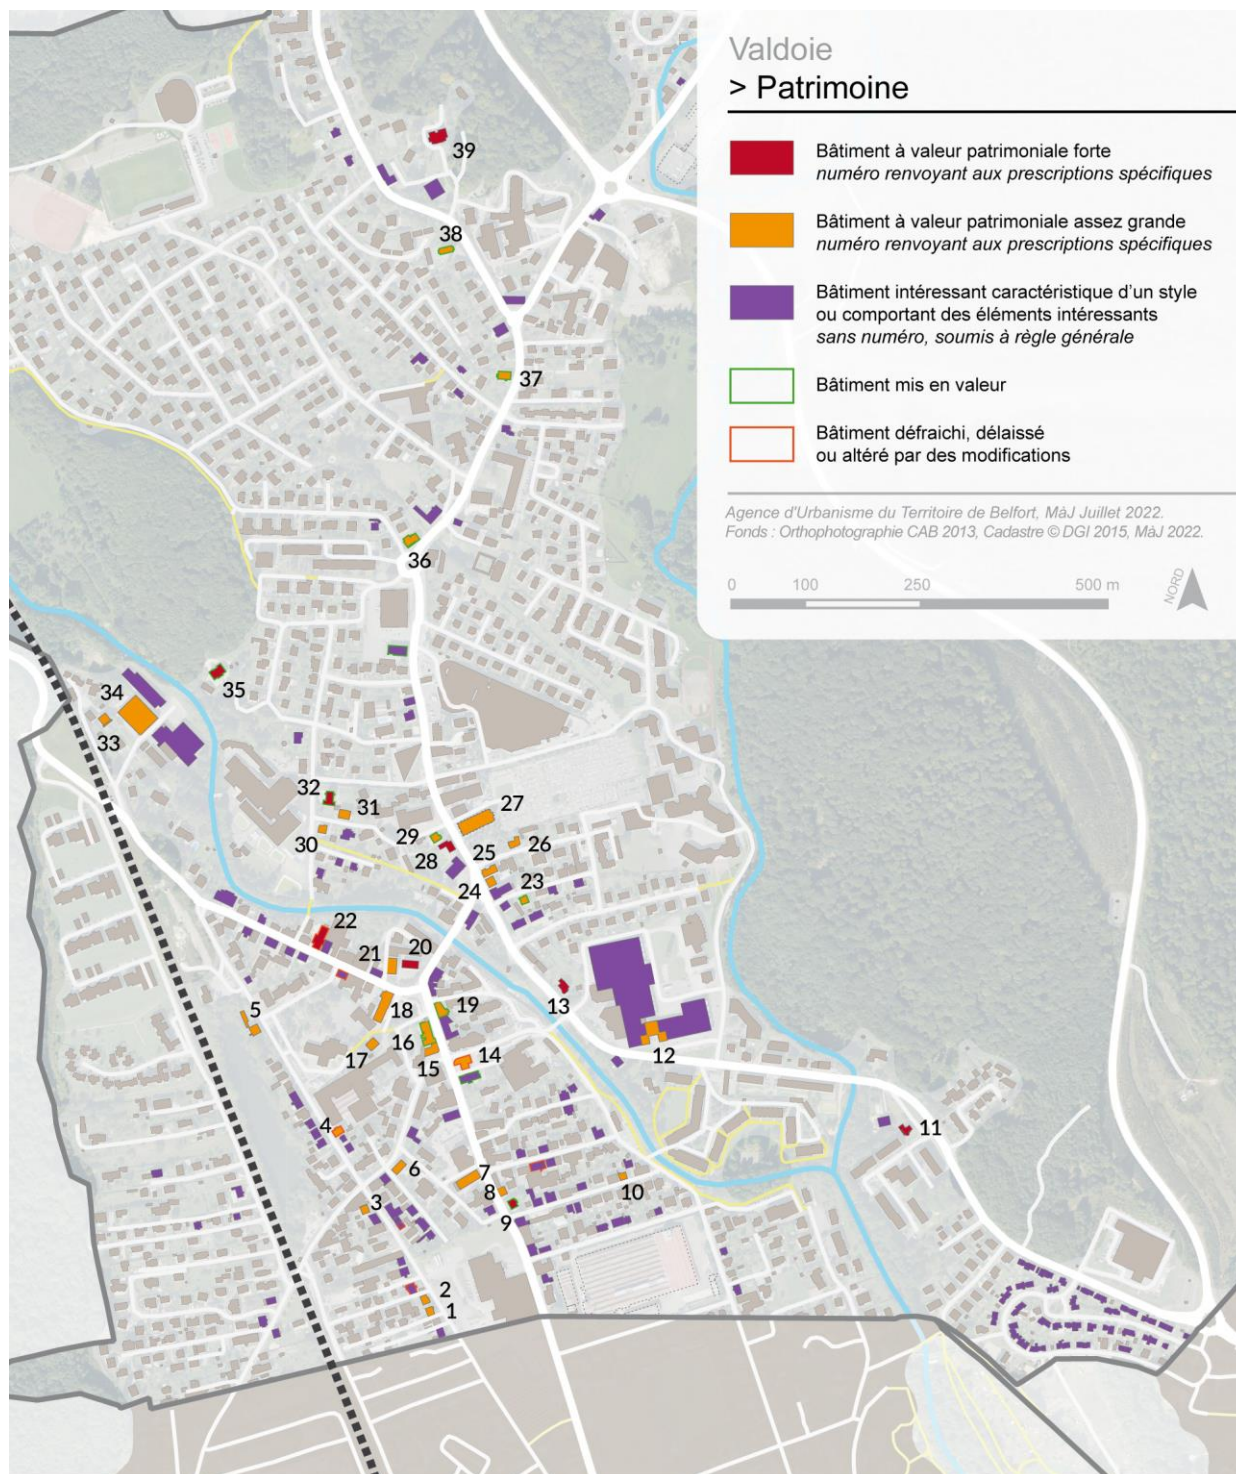 Valdoie
> Patrimoine
Bâtiment à valeur patrimoniale forte
numéro renvoyant aux prescriptions spécifiques
Bâtiment à valeur patrimoniale assez grande
numéro renvoyant aux prescriptions spécifiques
Bâtiment intéressant caractéristique d'un style
ou comportant des éléments intéressants
sans numéro, soumis à règle générale
Bâtiment mis en valeur
Bâtiment défraichi, délaissé
ou altéré par des modifications
Agence d'Urbanisme du Territoire de Belfort, MàJ Juillet 2022.
Fonds : Orthophotographie CAB 2013, Cadastre © DGI 2015, MàJ 2022.
0 100 250 500 m
NORD
39
38
37
36
35
34
33
32
31
30
29
28
27
26
25
24
23
22
21
20
19
18
17
16
15
14
13
12
11
10
9
8
7
6
5
4
3
2
1